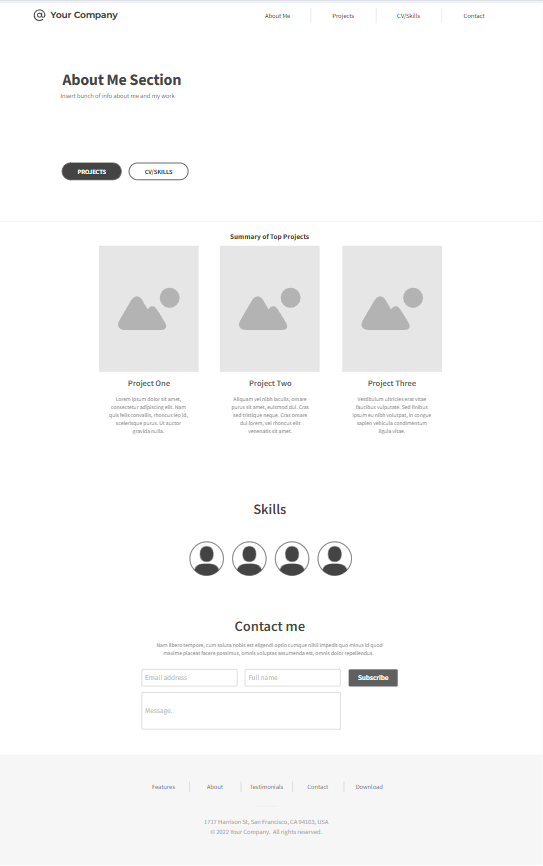 Your Company
About Me
Projects
CV/Skills
Contact
About Me Section
Insert bunch of info about me and my work
PROJECTS
CV/SKILLS
Summary of Top Projects
Project One
Project Two
Project Three
Lorem ipsum dolor sit amet,
consectetur adipiscing elit. Nam
quis felis convallis, rhoncus leo id,
scelerisque purus. Ut auctor
gravida nulla.
Aliquam vel nibh iaculis, ornare
purus sit amet, euismod dui. Cras
sed tristique neque. Cras ornare
dui lorem, vel rhoncus elit
venenatis sit amet.
Vestibulum ultricies erat vitae
faucibus vulputate. Sed finibus
ipsum eu nibh volutpat, in congue
sapien vehicula condimentum
ligula vitae.
Skills
Contact me
Nam libero tempore, cum soluta nobis est eligendi optio cumque nihil impedit quo minus id quod
maxime placeat facere possimus, omnis voluptas assumenda est, omnis dolor repellendus.
Email address
Full name
Subscribe
Message.
Features
About
Testimonials
Contact
Download
1717 Harrison St, San Francisco, CA 94103, USA
© 2022 Your Company. All rights reserved.